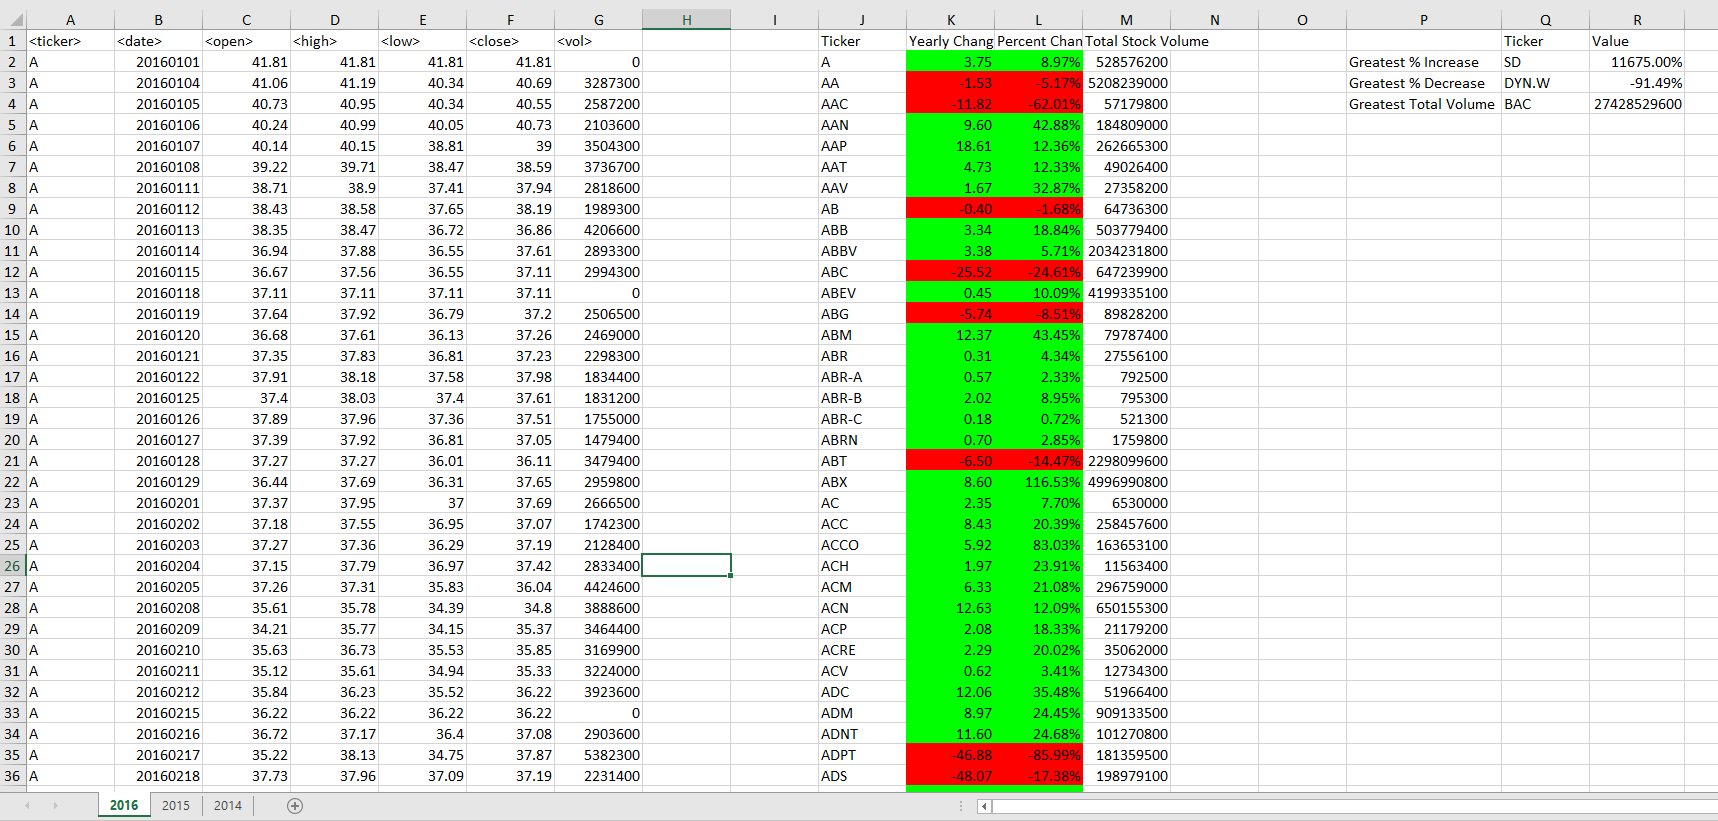 A B C D E F G H I J K L M N O P Q R
1 <ticker> <date> <open> <high> <low> <close> <vol> Ticker Yearly Chang Percent Chan Total Stock Volume Ticker Value
2 A 20160101 41.81 41.81 41.81 41.81 0 A 3.75 8.97% 528576200 Greatest % Increase SD 11675.00%
3 A 20160104 41.06 41.19 40.34 40.69 3287300 AA -1.53 -5.17% 5208239000 Greatest % Decrease DYN.W -91.49%
4 A 20160105 40.73 40.95 40.34 40.55 2587200 AAC -11.82 -62.01% 57179800 Greatest Total Volume BAC 27428529600
5 A 20160106 40.24 40.99 40.05 40.73 2103600 AAN 9.60 42.88% 184809000
6 A 20160107 40.14 40.15 38.81 39 3504300 AAP 18.61 12.36% 262665300
7 A 20160108 39.22 39.71 38.47 38.59 3736700 AAT 4.73 12.33% 49026400
8 A 20160111 38.71 38.9 37.41 37.94 2818600 AAV 1.67 32.87% 27358200
9 A 20160112 38.43 38.58 37.65 38.19 1989300 AB -0.40 -1.68% 64736300
10 A 20160113 38.35 38.47 36.72 36.86 4206600 ABB 3.34 18.84% 503779400
11 A 20160114 36.94 37.88 36.55 37.61 2893300 ABBV 3.38 5.71% 2034231800
12 A 20160115 36.67 37.56 36.55 37.11 2994300 ABC -25.52 -24.61% 647239900
13 A 20160118 37.11 37.11 37.11 37.11 0 ABEV 0.45 10.09% 4199335100
14 A 20160119 37.64 37.92 36.79 37.2 2506500 ABG -5.74 -8.51% 89828200
15 A 20160120 36.68 37.61 36.13 37.26 2469000 ABM 12.37 43.45% 79787400
16 A 20160121 37.35 37.83 36.81 37.23 2298300 ABR 0.31 4.34% 27556100
17 A 20160122 37.91 38.18 37.58 37.98 1834400 ABR-A 0.57 2.33% 792500
18 A 20160125 37.4 38.03 37.4 37.61 1831200 ABR-B 2.02 8.95% 795300
19 A 20160126 37.89 37.96 37.36 37.51 1755000 ABR-C 0.18 0.72% 521300
20 A 20160127 37.39 37.92 36.81 37.05 1479400 ABRN 0.70 2.85% 1759800
21 A 20160128 37.27 37.27 36.01 36.11 3479400 ABT -6.50 -14.47% 2298099600
22 A 20160129 36.44 37.69 36.31 37.65 2959800 ABX 8.60 116.53% 4996990800
23 A 20160201 37.37 37.95 37 37.69 2666500 AC 2.35 7.70% 6530000
24 A 20160202 37.18 37.55 36.95 37.07 1742300 ACC 8.43 20.39% 258457600
25 A 20160203 37.27 37.36 36.29 37.19 2128400 ACCO 5.92 83.03% 163653100
26 A 20160204 37.15 37.79 36.97 37.42 2833400 ACH 1.97 23.91% 11563400
27 A 20160205 37.26 37.31 35.83 36.04 4424600 ACM 6.33 21.08% 296759000
28 A 20160208 35.61 35.78 34.39 34.8 3888600 ACN 12.63 12.09% 650155300
29 A 20160209 34.21 35.77 34.15 35.37 3464400 ACP 2.08 18.33% 21179200
30 A 20160210 35.63 36.73 35.53 35.85 3169900 ACRE 2.29 20.02% 35062000
31 A 20160211 35.12 35.61 34.94 35.33 3224000 ACV 0.62 3.41% 12734300
32 A 20160212 35.84 36.23 35.52 36.22 3923600 ADC 12.06 35.48% 51966400
33 A 20160215 36.22 36.22 36.22 36.22 0 ADM 8.97 24.45% 909133500
34 A 20160216 36.72 37.17 36.4 37.08 2903600 ADNT 11.60 24.68% 101270800
35 A 20160217 35.22 38.13 34.75 37.87 5382300 ADPT -46.88 -85.99% 181359500
36 A 20160218 37.73 37.96 37.09 37.19 2231400 ADS -48.07 -17.38% 198979100
2016 2015 2014